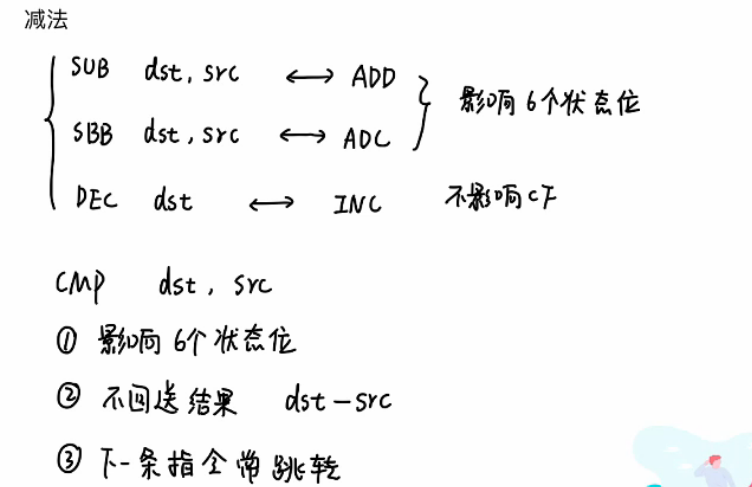 减法
SUB dst, src ⟷ ADD
SBB dst, src ⟷ ADC
影响6个状态位
DEC dst ⟷ INC 不影响CF
CMP dst, src
① 影响6个状态位
② 不回送结果 dst-src
③ 下一条指令常跳转